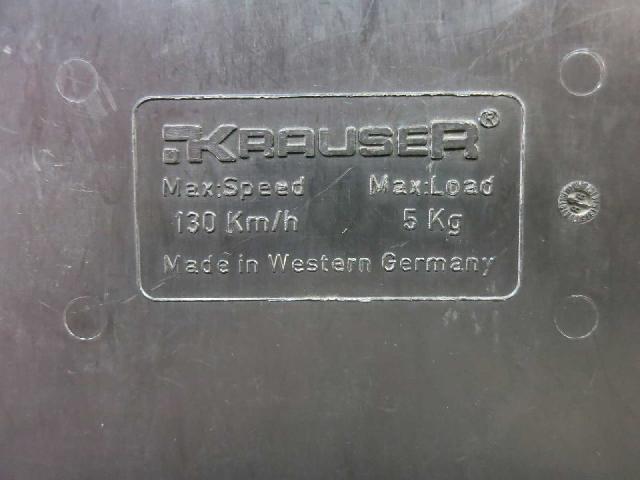 KRAUSER®
Max:Speed Max:Load
130 Km/h 5 Kg
Made in Western Germany